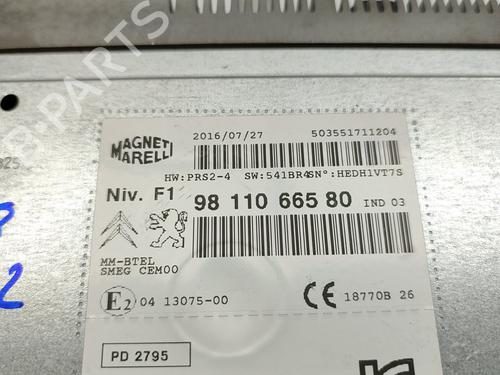 MAGNETI MARELLI
2016/07/27 503551711204
HW:PRS2-4 SW:541BR4SN°:HEDH1VT7S
Niv. F1 98 110 665 80 IND 03
MM-BTEL
SMEG CEM00
E2 04 13075-00 CE 18770B 26
PD 2795
B-PARTS
2